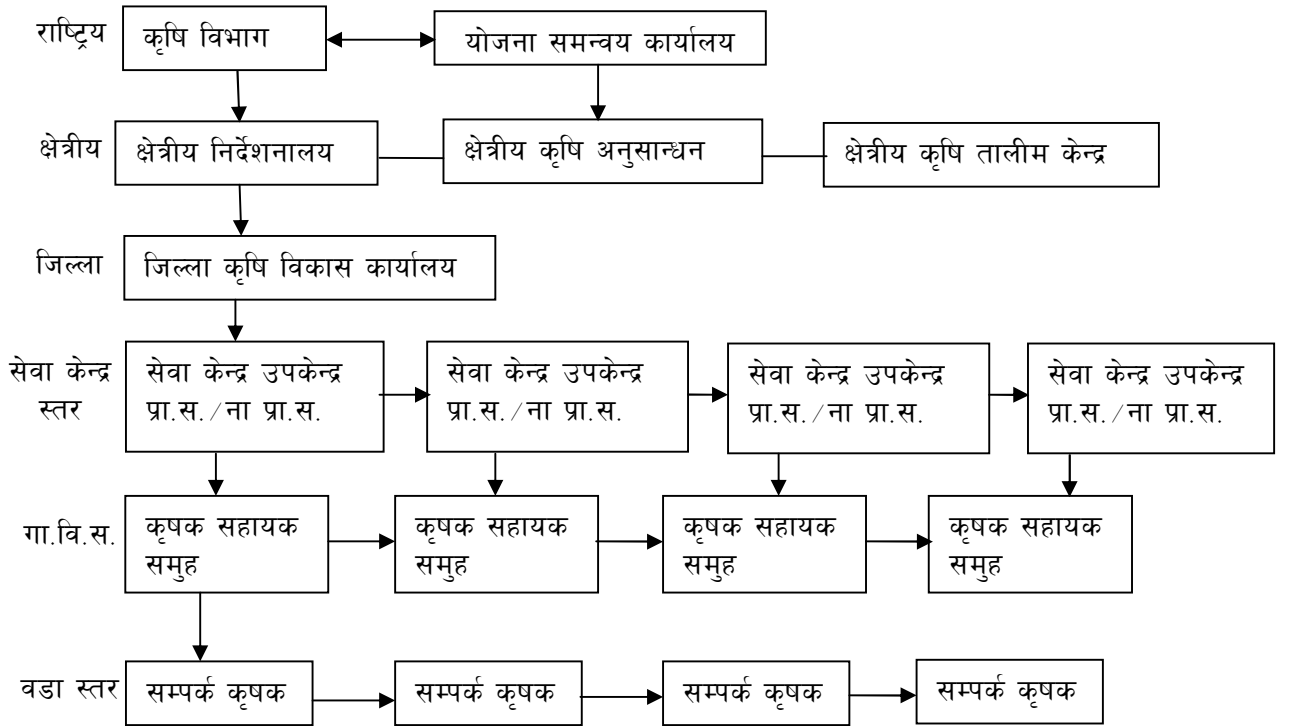 राष्ट्रिय कृषि विभाग योजना समन्वय कार्यालय
क्षेत्रीय क्षेत्रीय निर्देशनालय क्षेत्रीय कृषि अनुसान्धन क्षेत्रीय कृषि तालीम केन्द्र
जिल्ला जिल्ला कृषि विकास कार्यालय
सेवा केन्द्र सेवा केन्द्र उपकेन्द्र सेवा केन्द्र उपकेन्द्र सेवा केन्द्र उपकेन्द्र सेवा केन्द्र उपकेन्द्र
स्तर प्रा.स./ना प्रा.स. प्रा.स./ना प्रा.स. प्रा.स./ना प्रा.स. प्रा.स./ना प्रा.स.
गा.वि.स. कृषक सहायक कृषक सहायक कृषक सहायक कृषक सहायक
समुह समुह समुह समुह
वडा स्तर सम्पर्क कृषक सम्पर्क कृषक सम्पर्क कृषक सम्पर्क कृषक